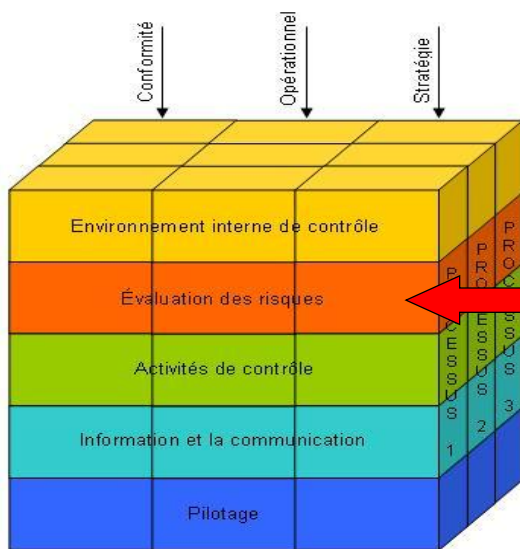 Conformité
Opérationnel
Stratégie
Environnement interne de contrôle
Évaluation des risques
Activités de contrôle
Information et la communication
Pilotage
PROCESSUS 1
PROCESSUS 2
PROCESSUS 3